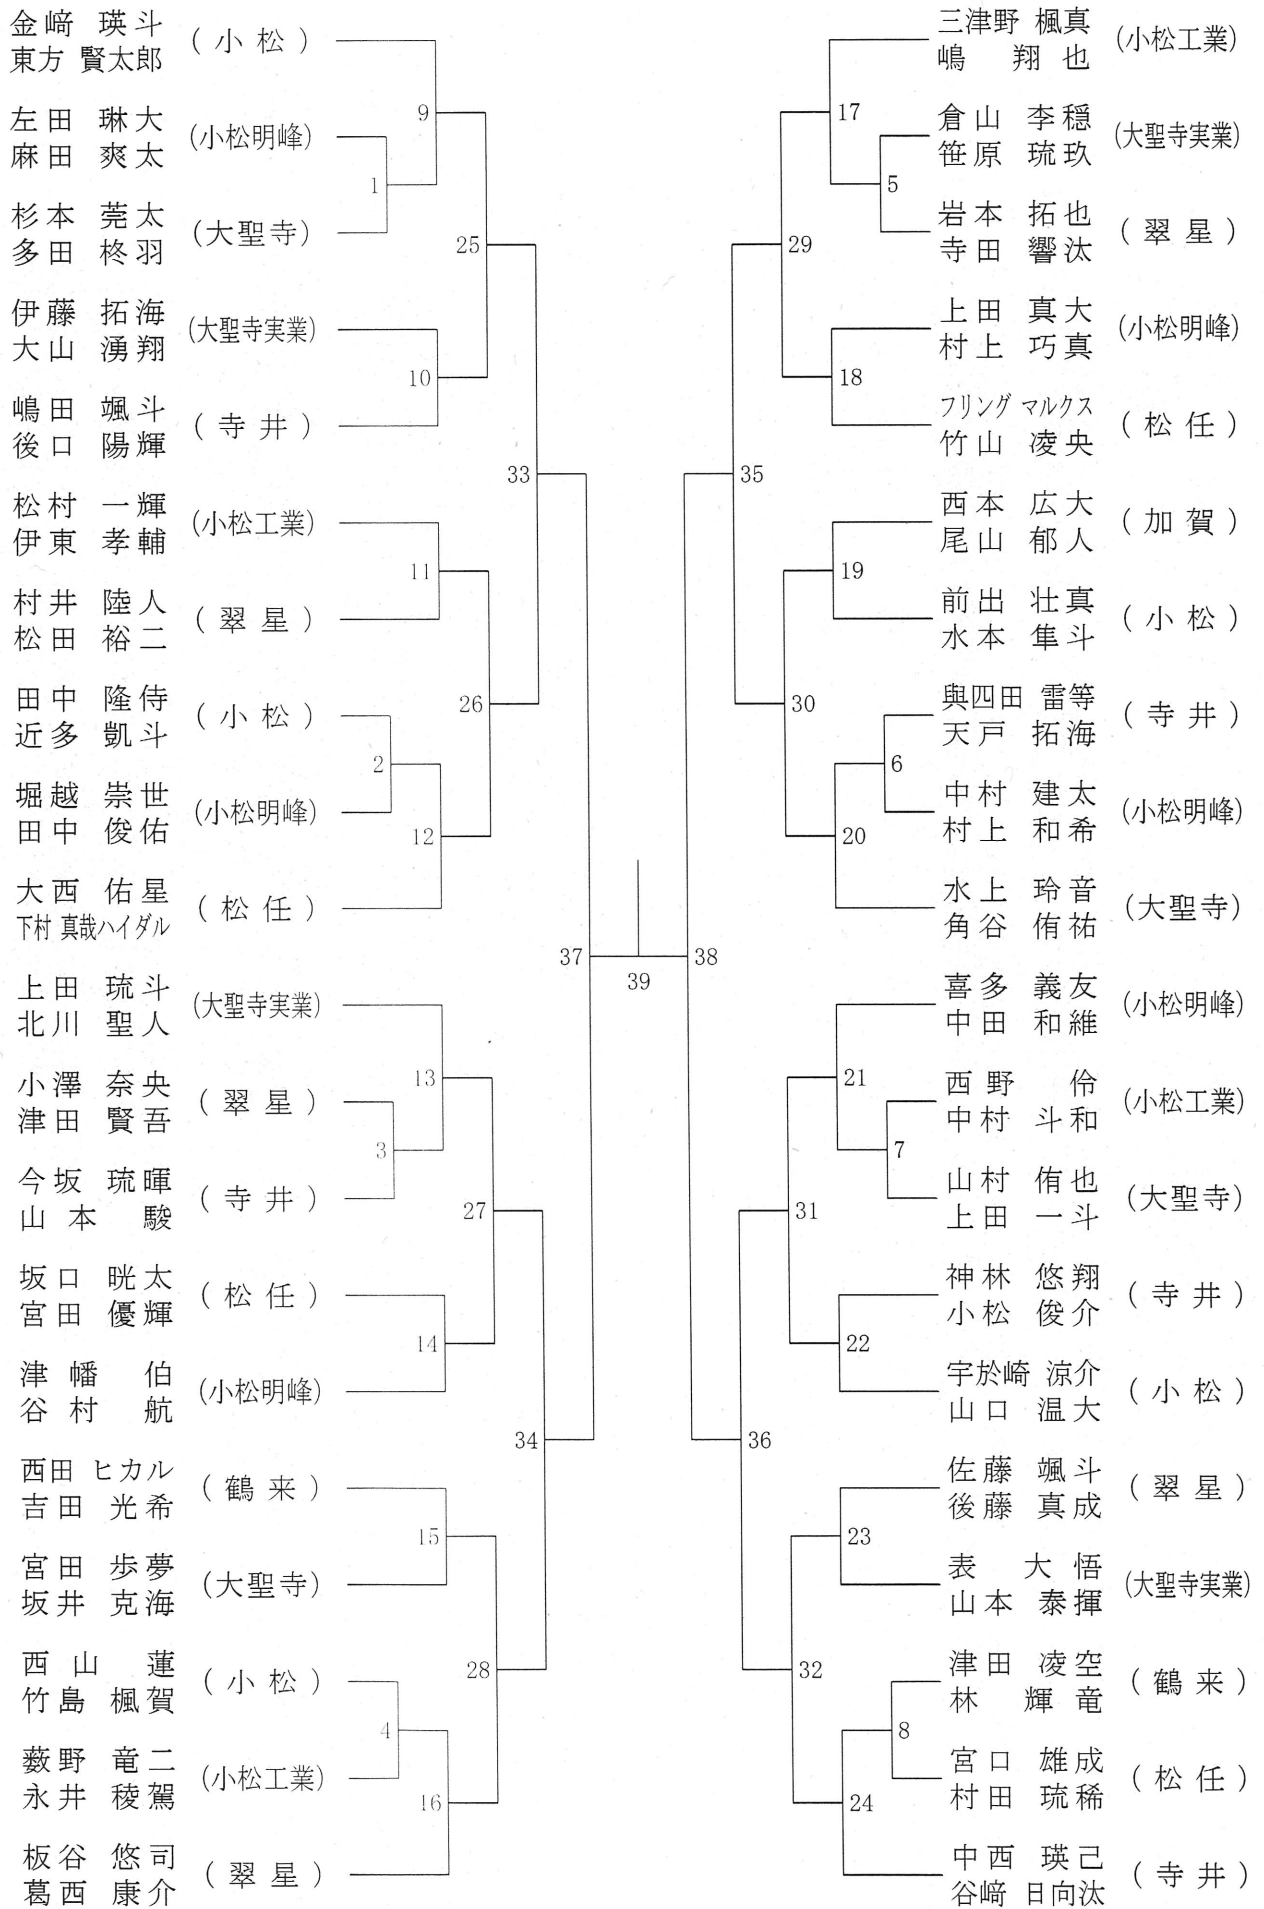 金﨑 瑛斗
東方 賢太郎
(小松)
左田 琳大
麻田 爽太
(小松明峰)
杉本 莞太
多田 柊羽
(大聖寺)
伊藤 拓海
大山 湧翔
(大聖寺実業)
嶋田 颯斗
後口 陽輝
(寺井)
松村 一輝
伊東 孝輔
(小松工業)
村井 陸人
松田 裕二
(翠星)
田中 隆侍
近多 凱斗
(小松)
堀越 崇世
田中 俊佑
(小松明峰)
大西 佑星
下村 真哉ハイダル
(松任)
上田 琉斗
北川 聖人
(大聖寺実業)
小澤 奈央
津田 賢吾
(翠星)
今坂 琉暉
山本 駿
(寺井)
坂口 晄太
宮田 優輝
(松任)
津幡 伯
谷村 航
(小松明峰)
西田 ヒカル
吉田 光希
(鶴来)
宮田 歩夢
坂井 克海
(大聖寺)
西山 蓮
竹島 楓賀
(小松)
薮野 竜二
永井 稜駕
(小松工業)
板谷 悠司
葛西 康介
(翠星)
1
2
3
4
9
10
11
12
13
14
15
16
25
26
27
28
33
34
37
39
38
35
36
29
30
31
32
17
18
19
20
21
22
23
24
5
6
7
8
三津野 楓真
嶋 翔也
(小松工業)
倉山 李穏
笹原 琉玖
(大聖寺実業)
岩本 拓也
寺田 響汰
(翠星)
上田 真大
村上 巧真
(小松明峰)
フリング マルクス
竹山 凌央
(松任)
西本 広大
尾山 郁人
(加賀)
前出 壮真
水本 隼斗
(小松)
與四田 雷等
天戸 拓海
(寺井)
中村 建太
村上 和希
(小松明峰)
水上 玲音
角谷 侑祐
(大聖寺)
喜多 義友
中田 和維
(小松明峰)
西野 伶
中村 斗和
(小松工業)
山村 侑也
上田 一斗
(大聖寺)
神林 悠翔
小松 俊介
(寺井)
宇於崎 涼介
山口 温大
(小松)
佐藤 颯斗
後藤 真成
(翠星)
表 大悟
山本 泰揮
(大聖寺実業)
津田 凌空
林 輝竜
(鶴来)
宮口 雄成
村田 琉稀
(松任)
中西 瑛己
谷﨑 日向汰
(寺井)